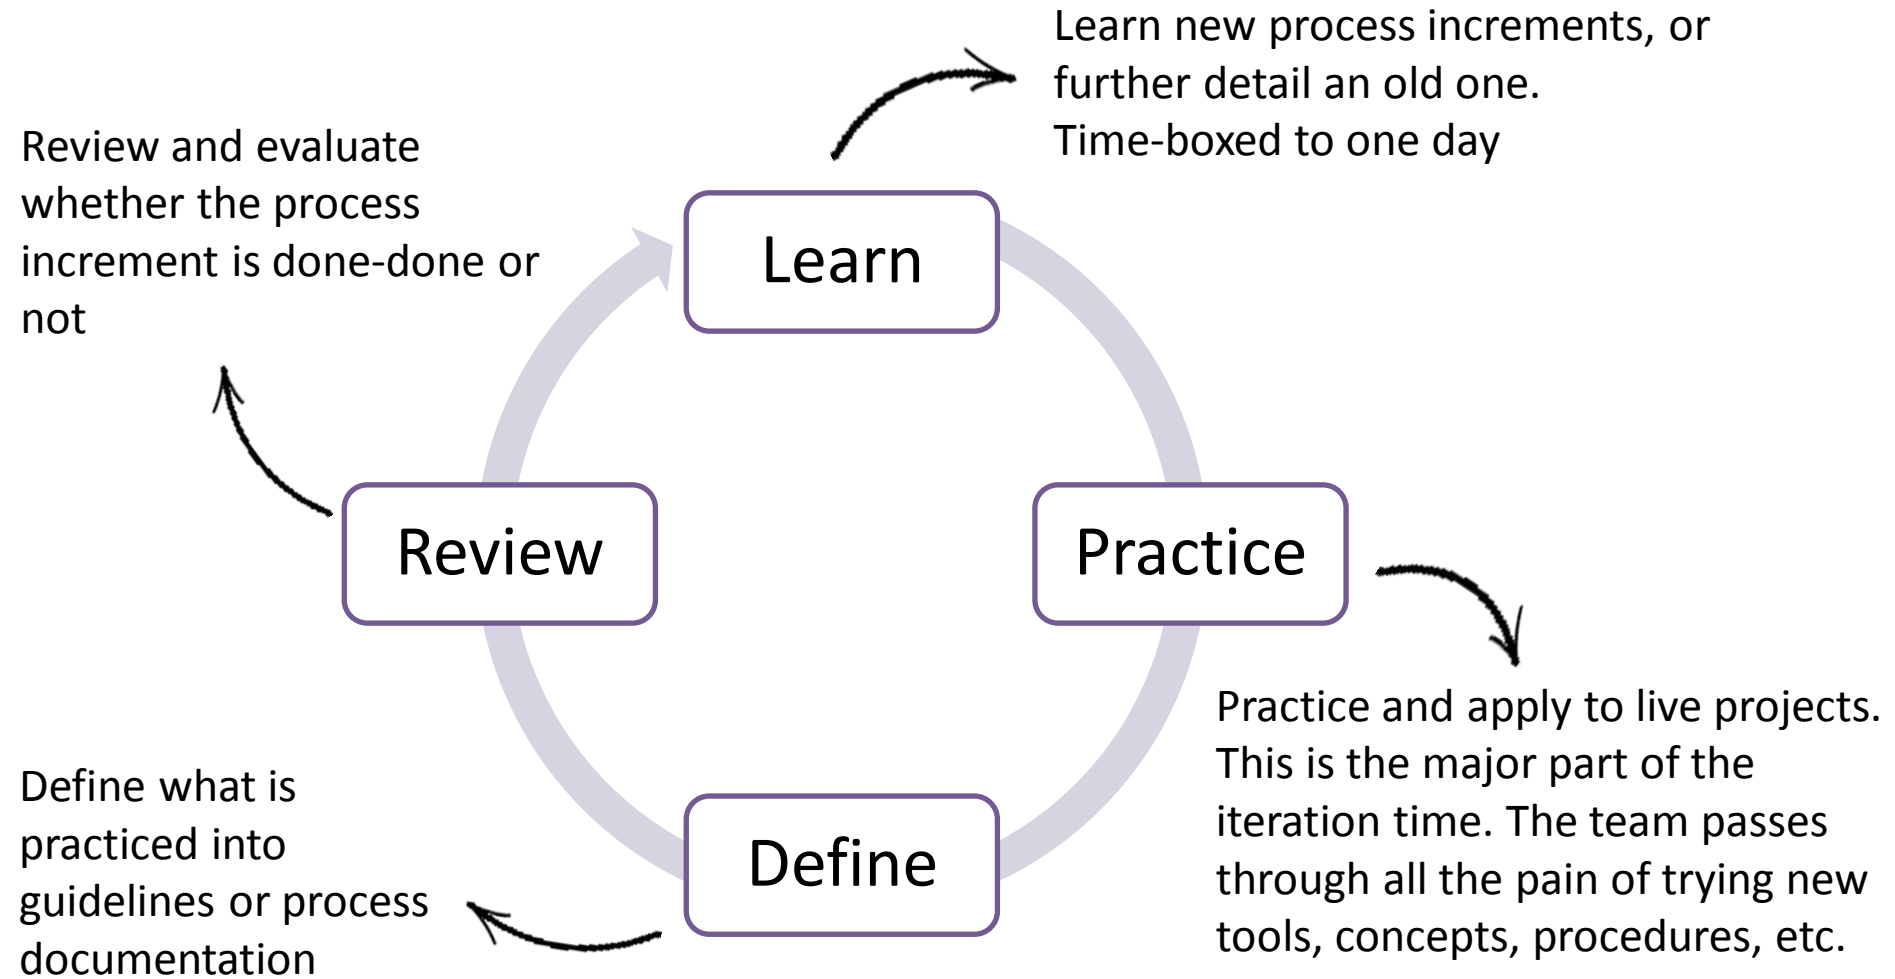 Learn new process increments, or
further detail an old one.
Time-boxed to one day
Review and evaluate
whether the process
increment is done-done or
not
Learn
Review
Practice
Practice and apply to live projects.
This is the major part of the
iteration time. The team passes
through all the pain of trying new
tools, concepts, procedures, etc.
Define what is
practiced into
guidelines or process
documentation
Define